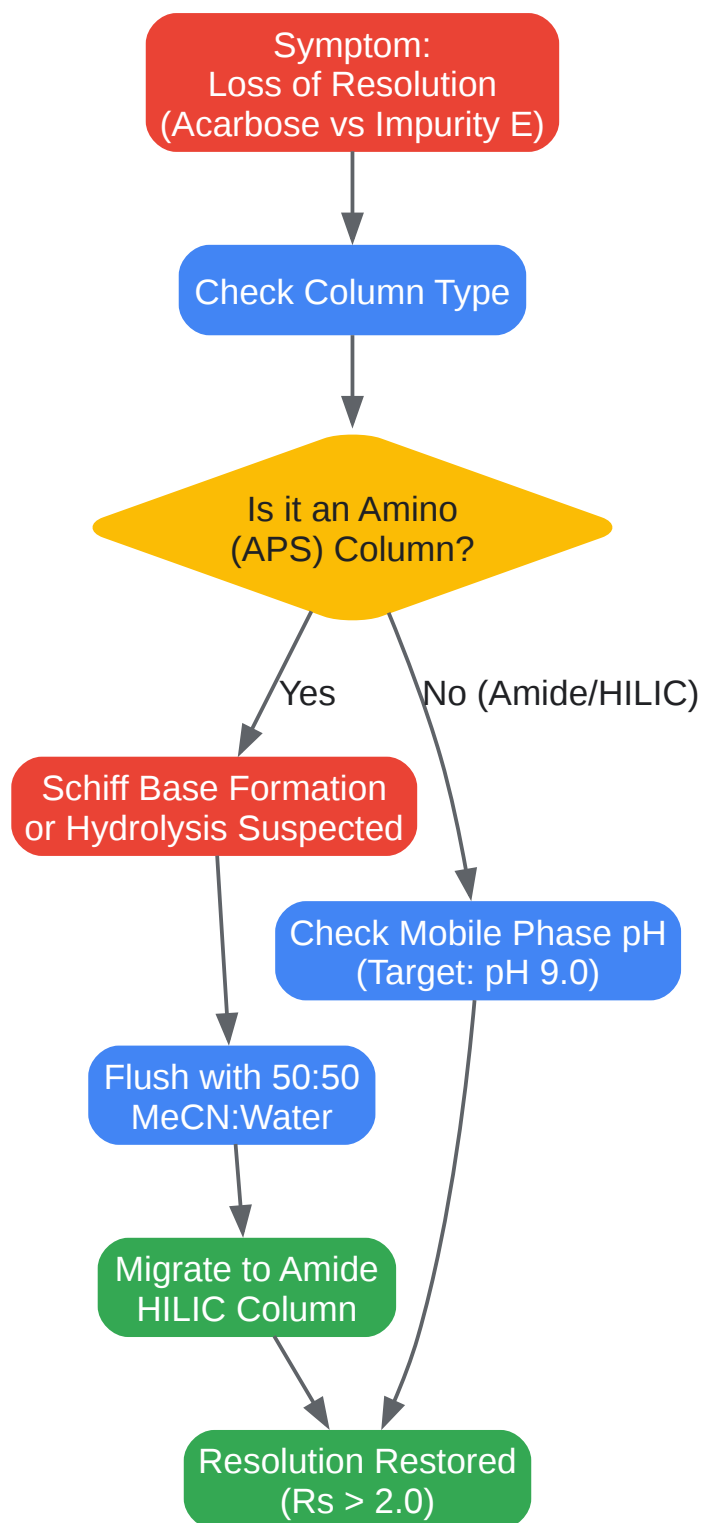 Symptom:
Loss of Resolution
(Acarbose vs Impurity E)
Check Column Type
Is it an Amino
(APS) Column?
Yes
No (Amide/HILIC)
Schiff Base Formation
or Hydrolysis Suspected
Check Mobile Phase pH
(Target: pH 9.0)
Flush with 50:50
MeCN:Water
Migrate to Amide
HILIC Column
Resolution Restored
(Rs > 2.0)